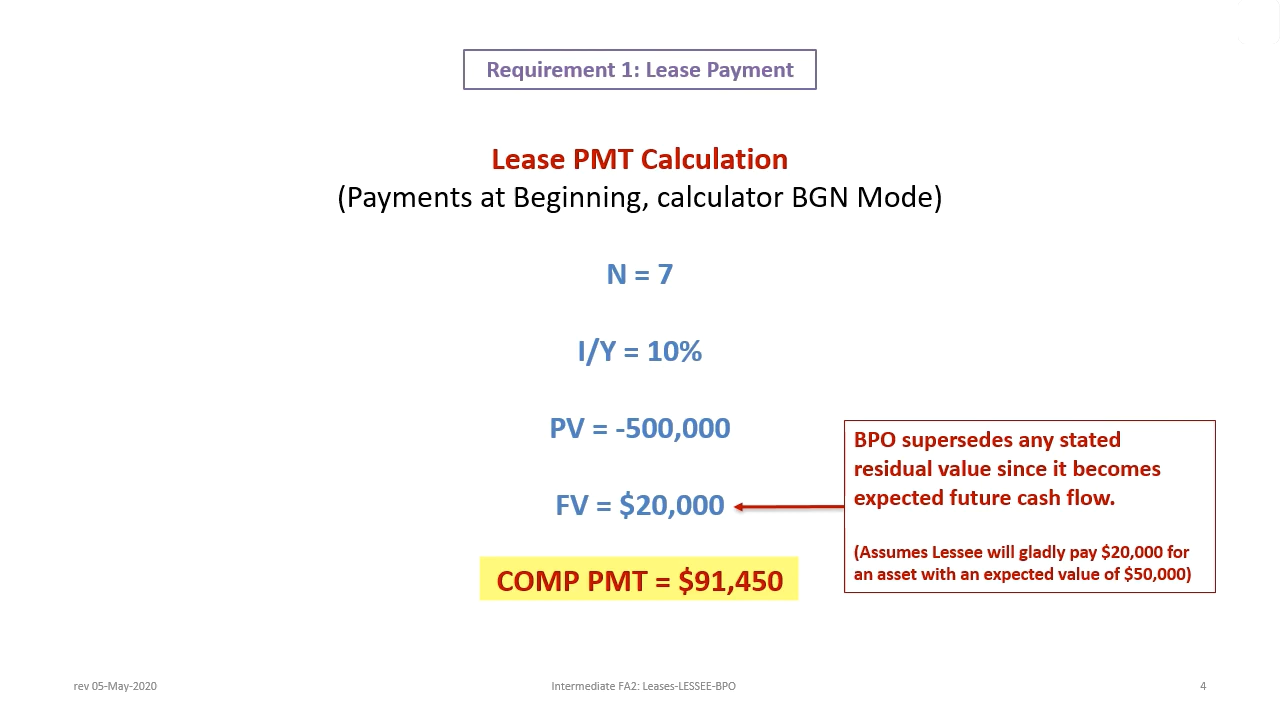 Requirement 1: Lease Payment
Lease PMT Calculation
(Payments at Beginning, calculator BGN Mode)
N = 7
I/Y = 10%
PV = -500,000
FV = $20,000
COMP PMT = $91,450
BPO supersedes any stated
residual value since it becomes
expected future cash flow.
(Assumes Lessee will gladly pay $20,000 for
an asset with an expected value of $50,000)
rev 05-May-2020
Intermediate FA2: Leases-LESSEE-BPO
4